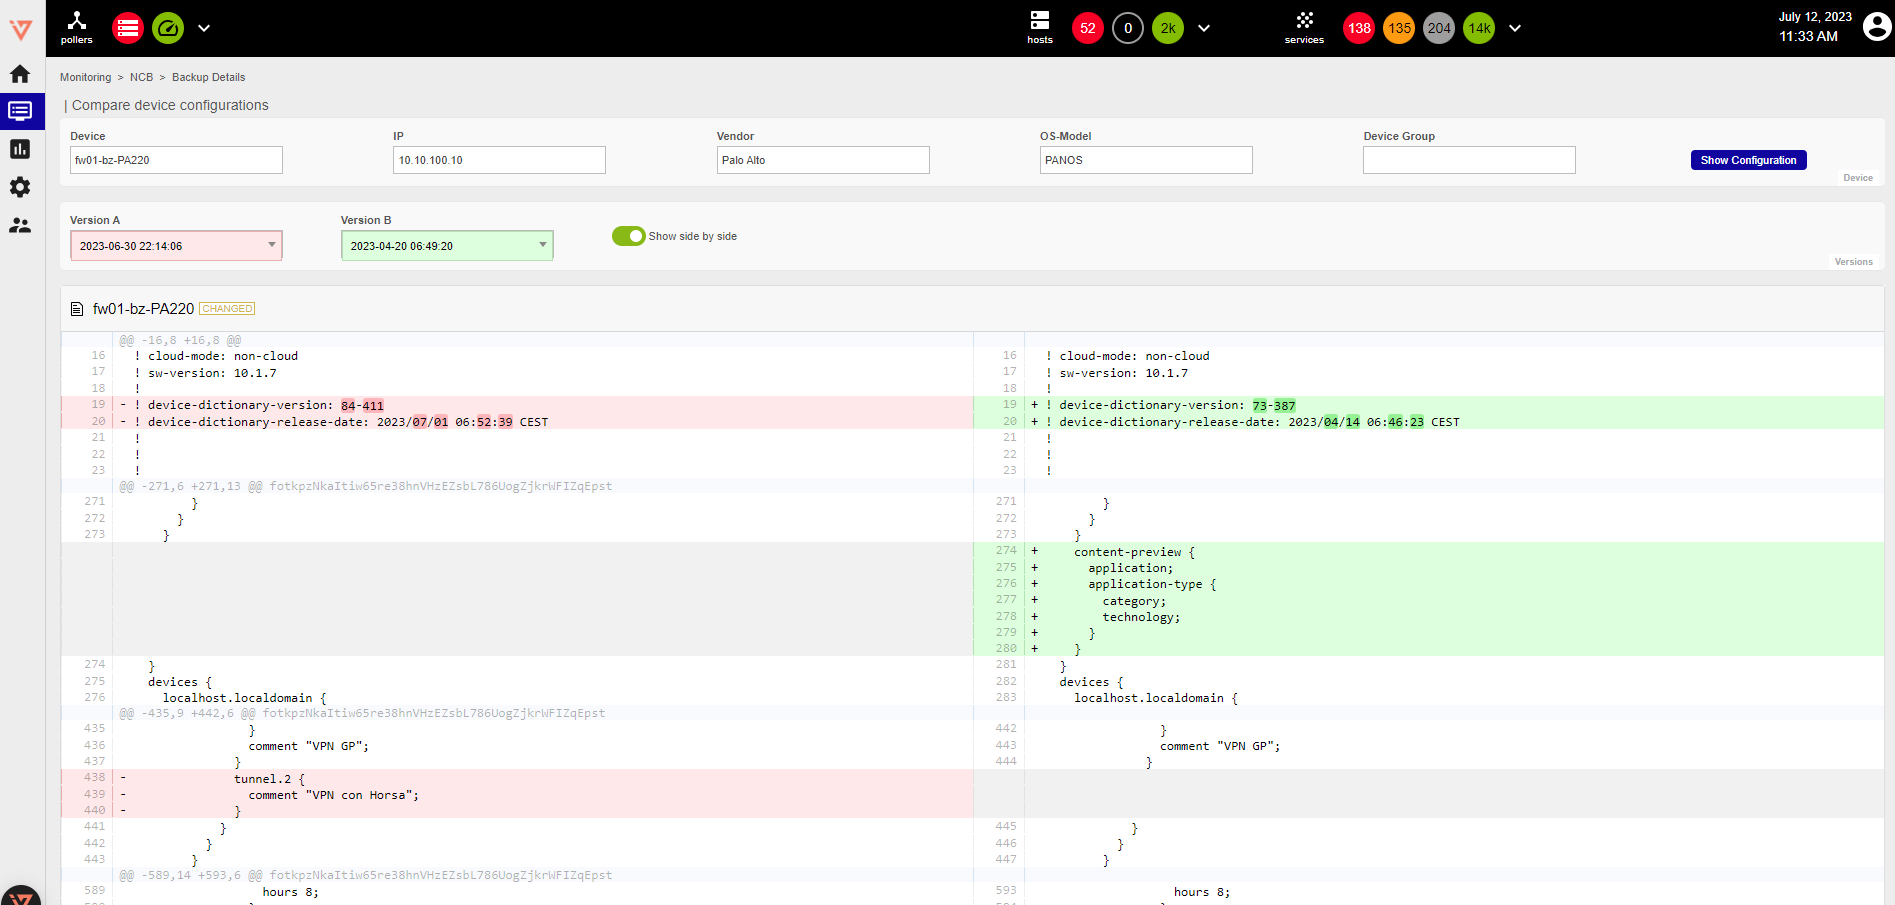 pollers
hosts
52
0
2k
services
138
135
204
14k
July 12, 2023
11:33 AM
Monitoring > NCB > Backup Details
| Compare device configurations
Device IP Vendor OS-Model Device Group
fw01-bz-PA220 10.10.100.10 Palo Alto PANOS
Show Configuration
Device
Version A Version B
2023-06-30 22:14:06 2023-04-20 06:49:20
Show side by side
Versions
fw01-bz-PA220 CHANGED
@@ -16,8 +16,8 @@
16 ! cloud-mode: non-cloud 16 ! cloud-mode: non-cloud
17 ! sw-version: 10.1.7 17 ! sw-version: 10.1.7
18 ! 18 !
19 - ! device-dictionary-version: 84-411 19 + ! device-dictionary-version: 73-387
20 - ! device-dictionary-release-date: 2023/07/01 06:52:39 CEST 20 + ! device-dictionary-release-date: 2023/04/14 06:46:23 CEST
21 ! 21 !
22 ! 22 !
23 ! 23 !
@@ -271,6 +271,13 @@ fotkpzNkaItiw65re38hnVHzEZsbL786UogZjkrWFIZqEpst
271 } 271 }
272 } 272 }
273 } 273 }
274 + content-preview {
275 + application;
276 + application-type {
277 + category;
278 + technology;
279 + }
280 + }
274 } 281 }
275 devices { 282 devices {
276 localhost.localdomain { 283 localhost.localdomain {
@@ -435,9 +442,6 @@ fotkpzNkaItiw65re38hnVHzEZsbL786UogZjkrWFIZqEpst
435 } 442 }
436 comment "VPN GP"; 443 comment "VPN GP";
437 } 444 }
438 - tunnel.2 {
439 - comment "VPN con Horsa";
440 - }
441 } 445 }
442 } 446 }
443 } 447 }
@@ -589,14 +593,6 @@ fotkpzNkaItiw65re38hnVHzEZsbL786UogZjkrWFIZqEpst
589 hours 8; 593 hours 8;